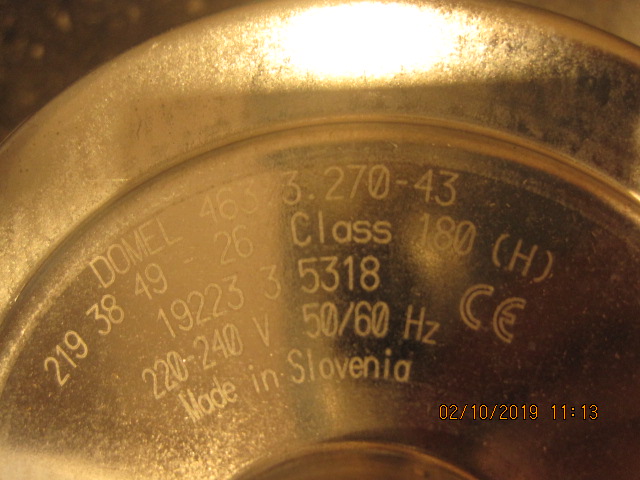 DOMEL 463 3.270-43
219 38 49 - 26 Class 180 (H)
19223 3 5318
220-240 V 50/60 Hz CE
Made in Slovenia
02/10/2019 11:13